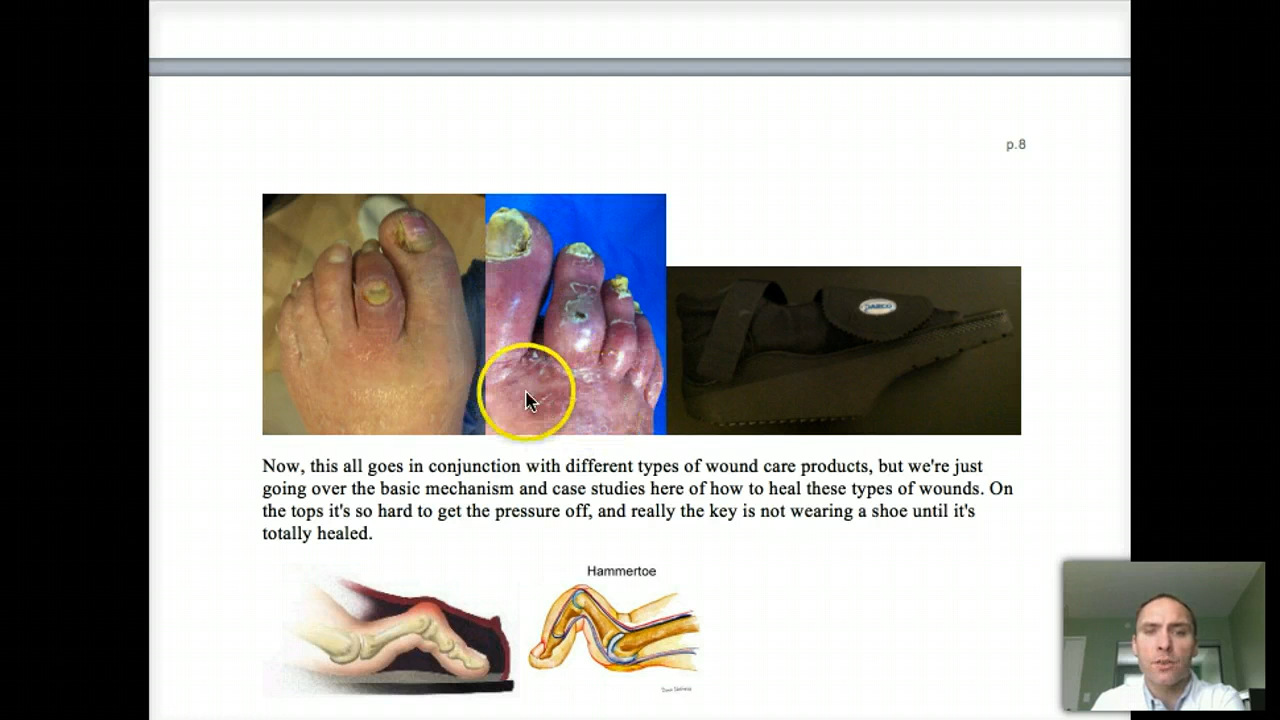 p.8
DARCO
Now, this all goes in conjunction with different types of wound care products, but we're just
going over the basic mechanism and case studies here of how to heal these types of wounds. On
the tops it's so hard to get the pressure off, and really the key is not wearing a shoe until it's
totally healed.
Hammertoe